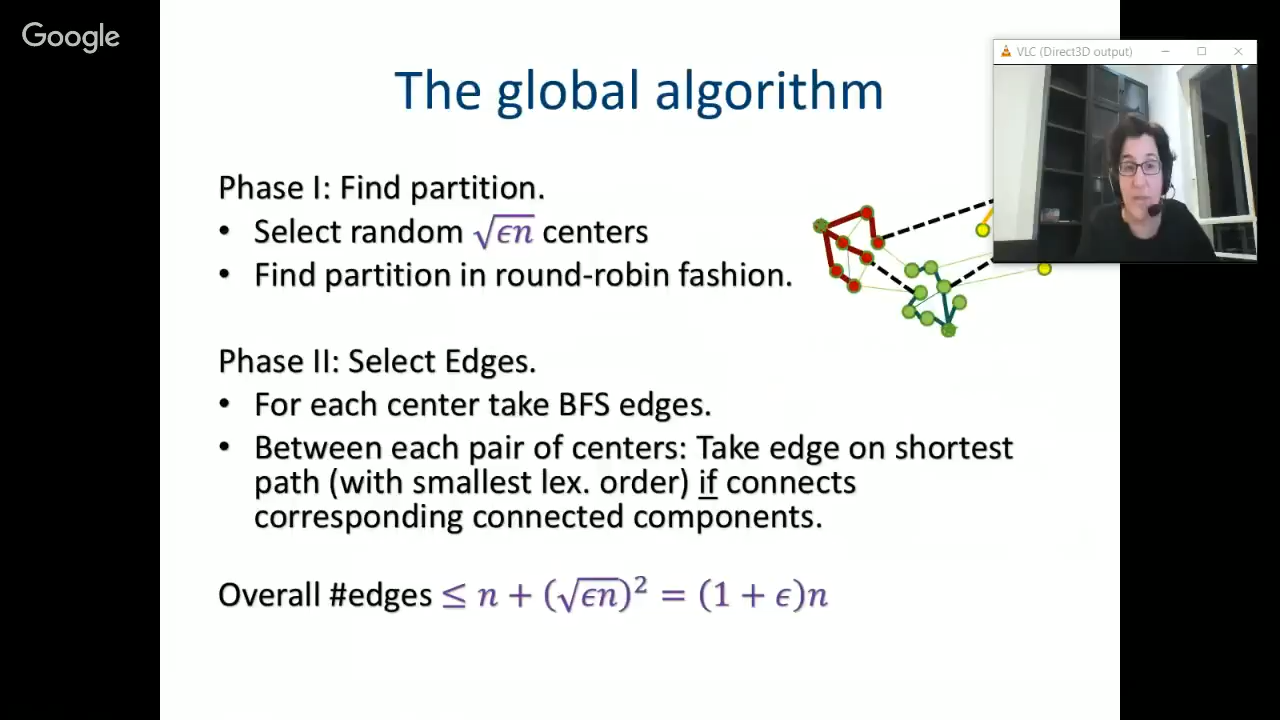 Google
VLC (Direct3D output)
The global algorithm
Phase I: Find partition.
• Select random √ϵn centers
• Find partition in round-robin fashion.
Phase II: Select Edges.
• For each center take BFS edges.
• Between each pair of centers: Take edge on shortest
path (with smallest lex. order) if connects
corresponding connected components.
Overall #edges ≤ n + (√ϵn)² = (1 + ϵ)n